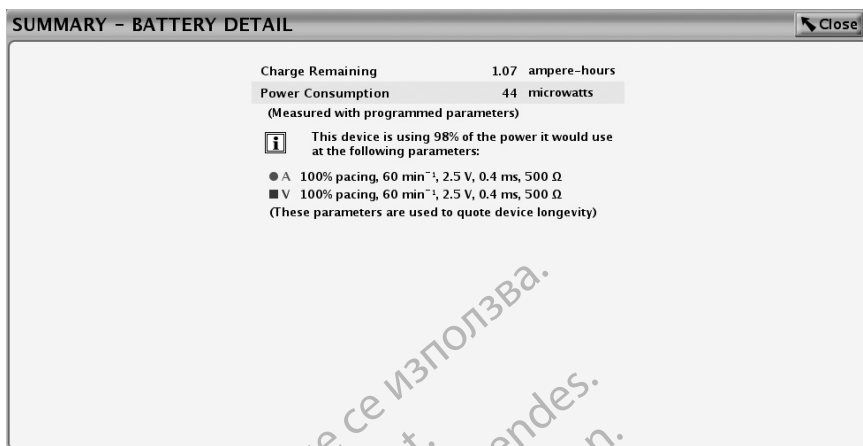 SUMMARY – BATTERY DETAIL
Close
Charge Remaining 1.07 ampere-hours
Power Consumption 44 microwatts
(Measured with programmed parameters)
i This device is using 98% of the power it would use
at the following parameters:
A 100% pacing, 60 min⁻¹, 2.5 V, 0.4 ms, 500 Ω
V 100% pacing, 60 min⁻¹, 2.5 V, 0.4 ms, 500 Ω
(These parameters are used to quote device longevity)
се използва.